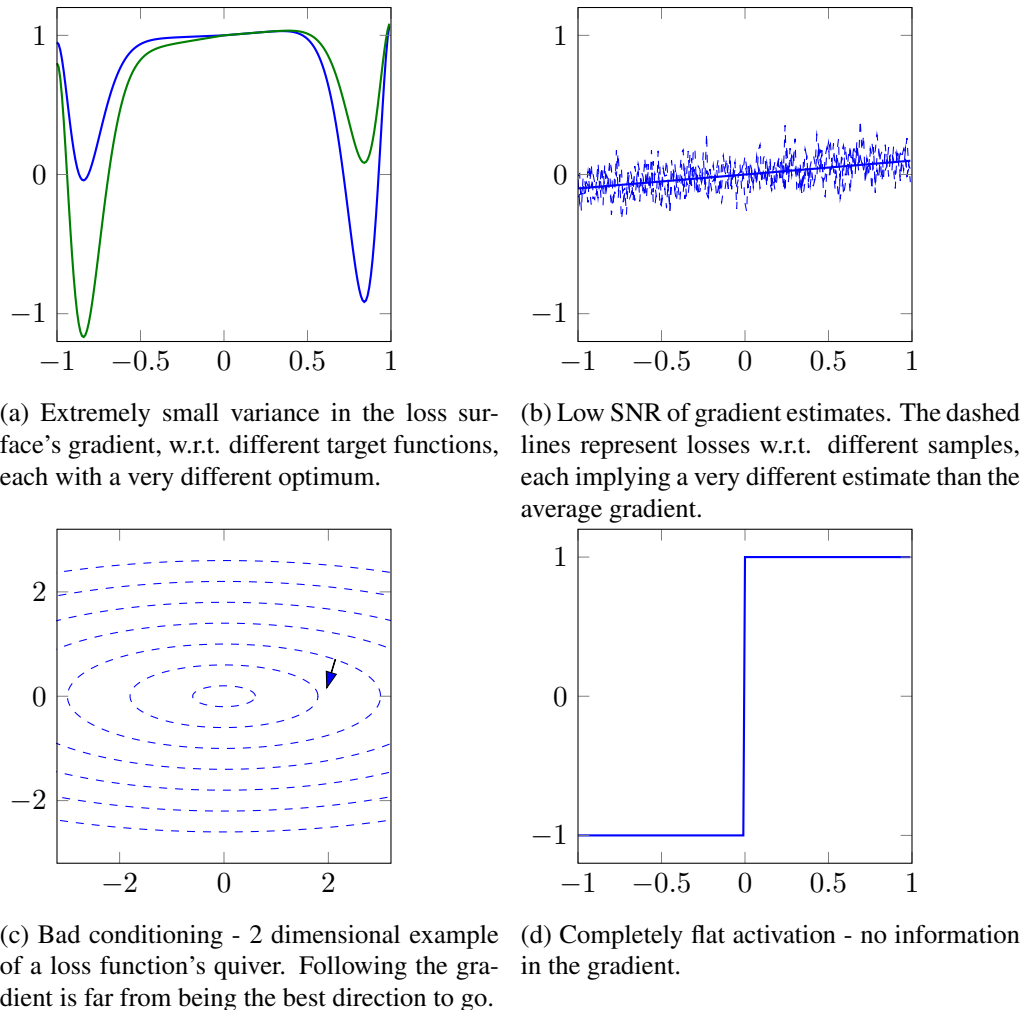 1
0
−1
−1 −0.5 0 0.5 1
1
0
−1
−1 −0.5 0 0.5 1
(a) Extremely small variance in the loss sur-
face's gradient, w.r.t. different target functions,
each with a very different optimum.
(b) Low SNR of gradient estimates. The dashed
lines represent losses w.r.t. different samples,
each implying a very different estimate than the
average gradient.
2
0
−2
−2 0 2
1
0
−1
−1 −0.5 0 0.5 1
(c) Bad conditioning - 2 dimensional example
of a loss function's quiver. Following the gra-
dient is far from being the best direction to go.
(d) Completely flat activation - no information
in the gradient.